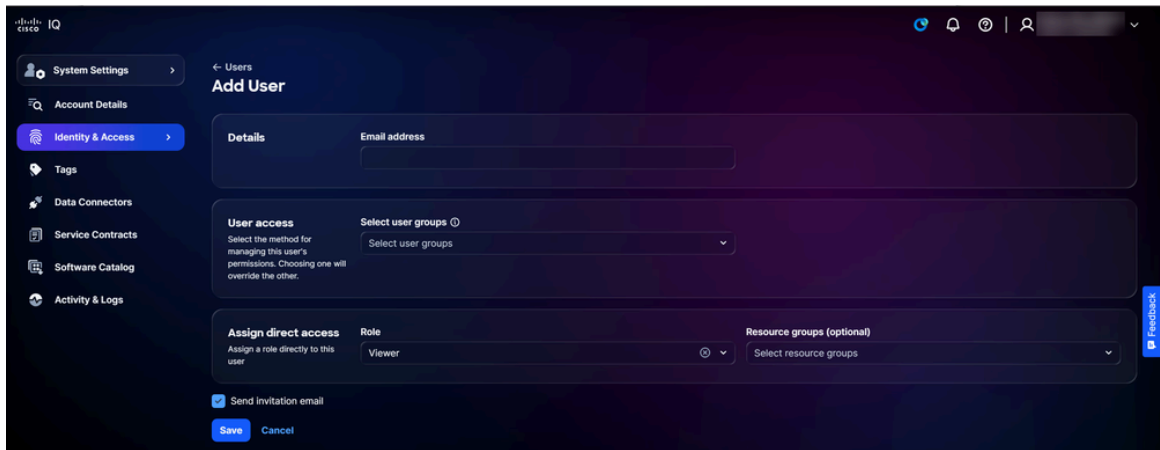 cisco IQ
System Settings
Account Details
Identity & Access
Tags
Data Connectors
Service Contracts
Software Catalog
Activity & Logs
← Users
Add User
Details
Email address
User access
Select the method for
managing this user's
permissions. Choosing one will
override the other.
Select user groups
Select user groups
Assign direct access
Assign a role directly to this
user
Role
Viewer
Resource groups (optional)
Select resource groups
Send invitation email
Save Cancel
Feedback